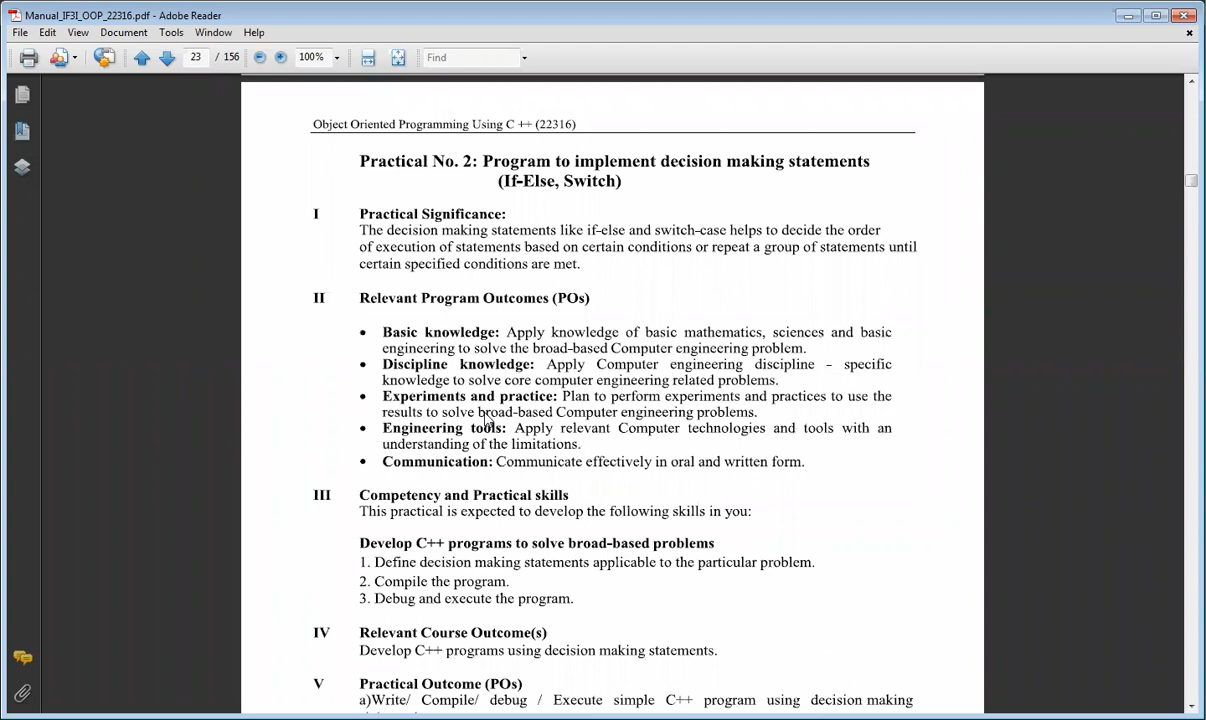 Manual_IF3I_OOP_22316.pdf - Adobe Reader
File Edit View Document Tools Window Help
23 / 156 100% Find
Object Oriented Programming Using C ++ (22316)
Practical No. 2: Program to implement decision making statements
(If-Else, Switch)
I Practical Significance:
The decision making statements like if-else and switch-case helps to decide the order
of execution of statements based on certain conditions or repeat a group of statements until
certain specified conditions are met.
II Relevant Program Outcomes (POs)
• Basic knowledge: Apply knowledge of basic mathematics, sciences and basic
engineering to solve the broad-based Computer engineering problem.
• Discipline knowledge: Apply Computer engineering discipline - specific
knowledge to solve core computer engineering related problems.
• Experiments and practice: Plan to perform experiments and practices to use the
results to solve broad-based Computer engineering problems.
• Engineering tools: Apply relevant Computer technologies and tools with an
understanding of the limitations.
• Communication: Communicate effectively in oral and written form.
III Competency and Practical skills
This practical is expected to develop the following skills in you:
Develop C++ programs to solve broad-based problems
1. Define decision making statements applicable to the particular problem.
2. Compile the program.
3. Debug and execute the program.
IV Relevant Course Outcome(s)
Develop C++ programs using decision making statements.
V Practical Outcome (POs)
a)Write/ Compile/ debug / Execute simple C++ program using decision making